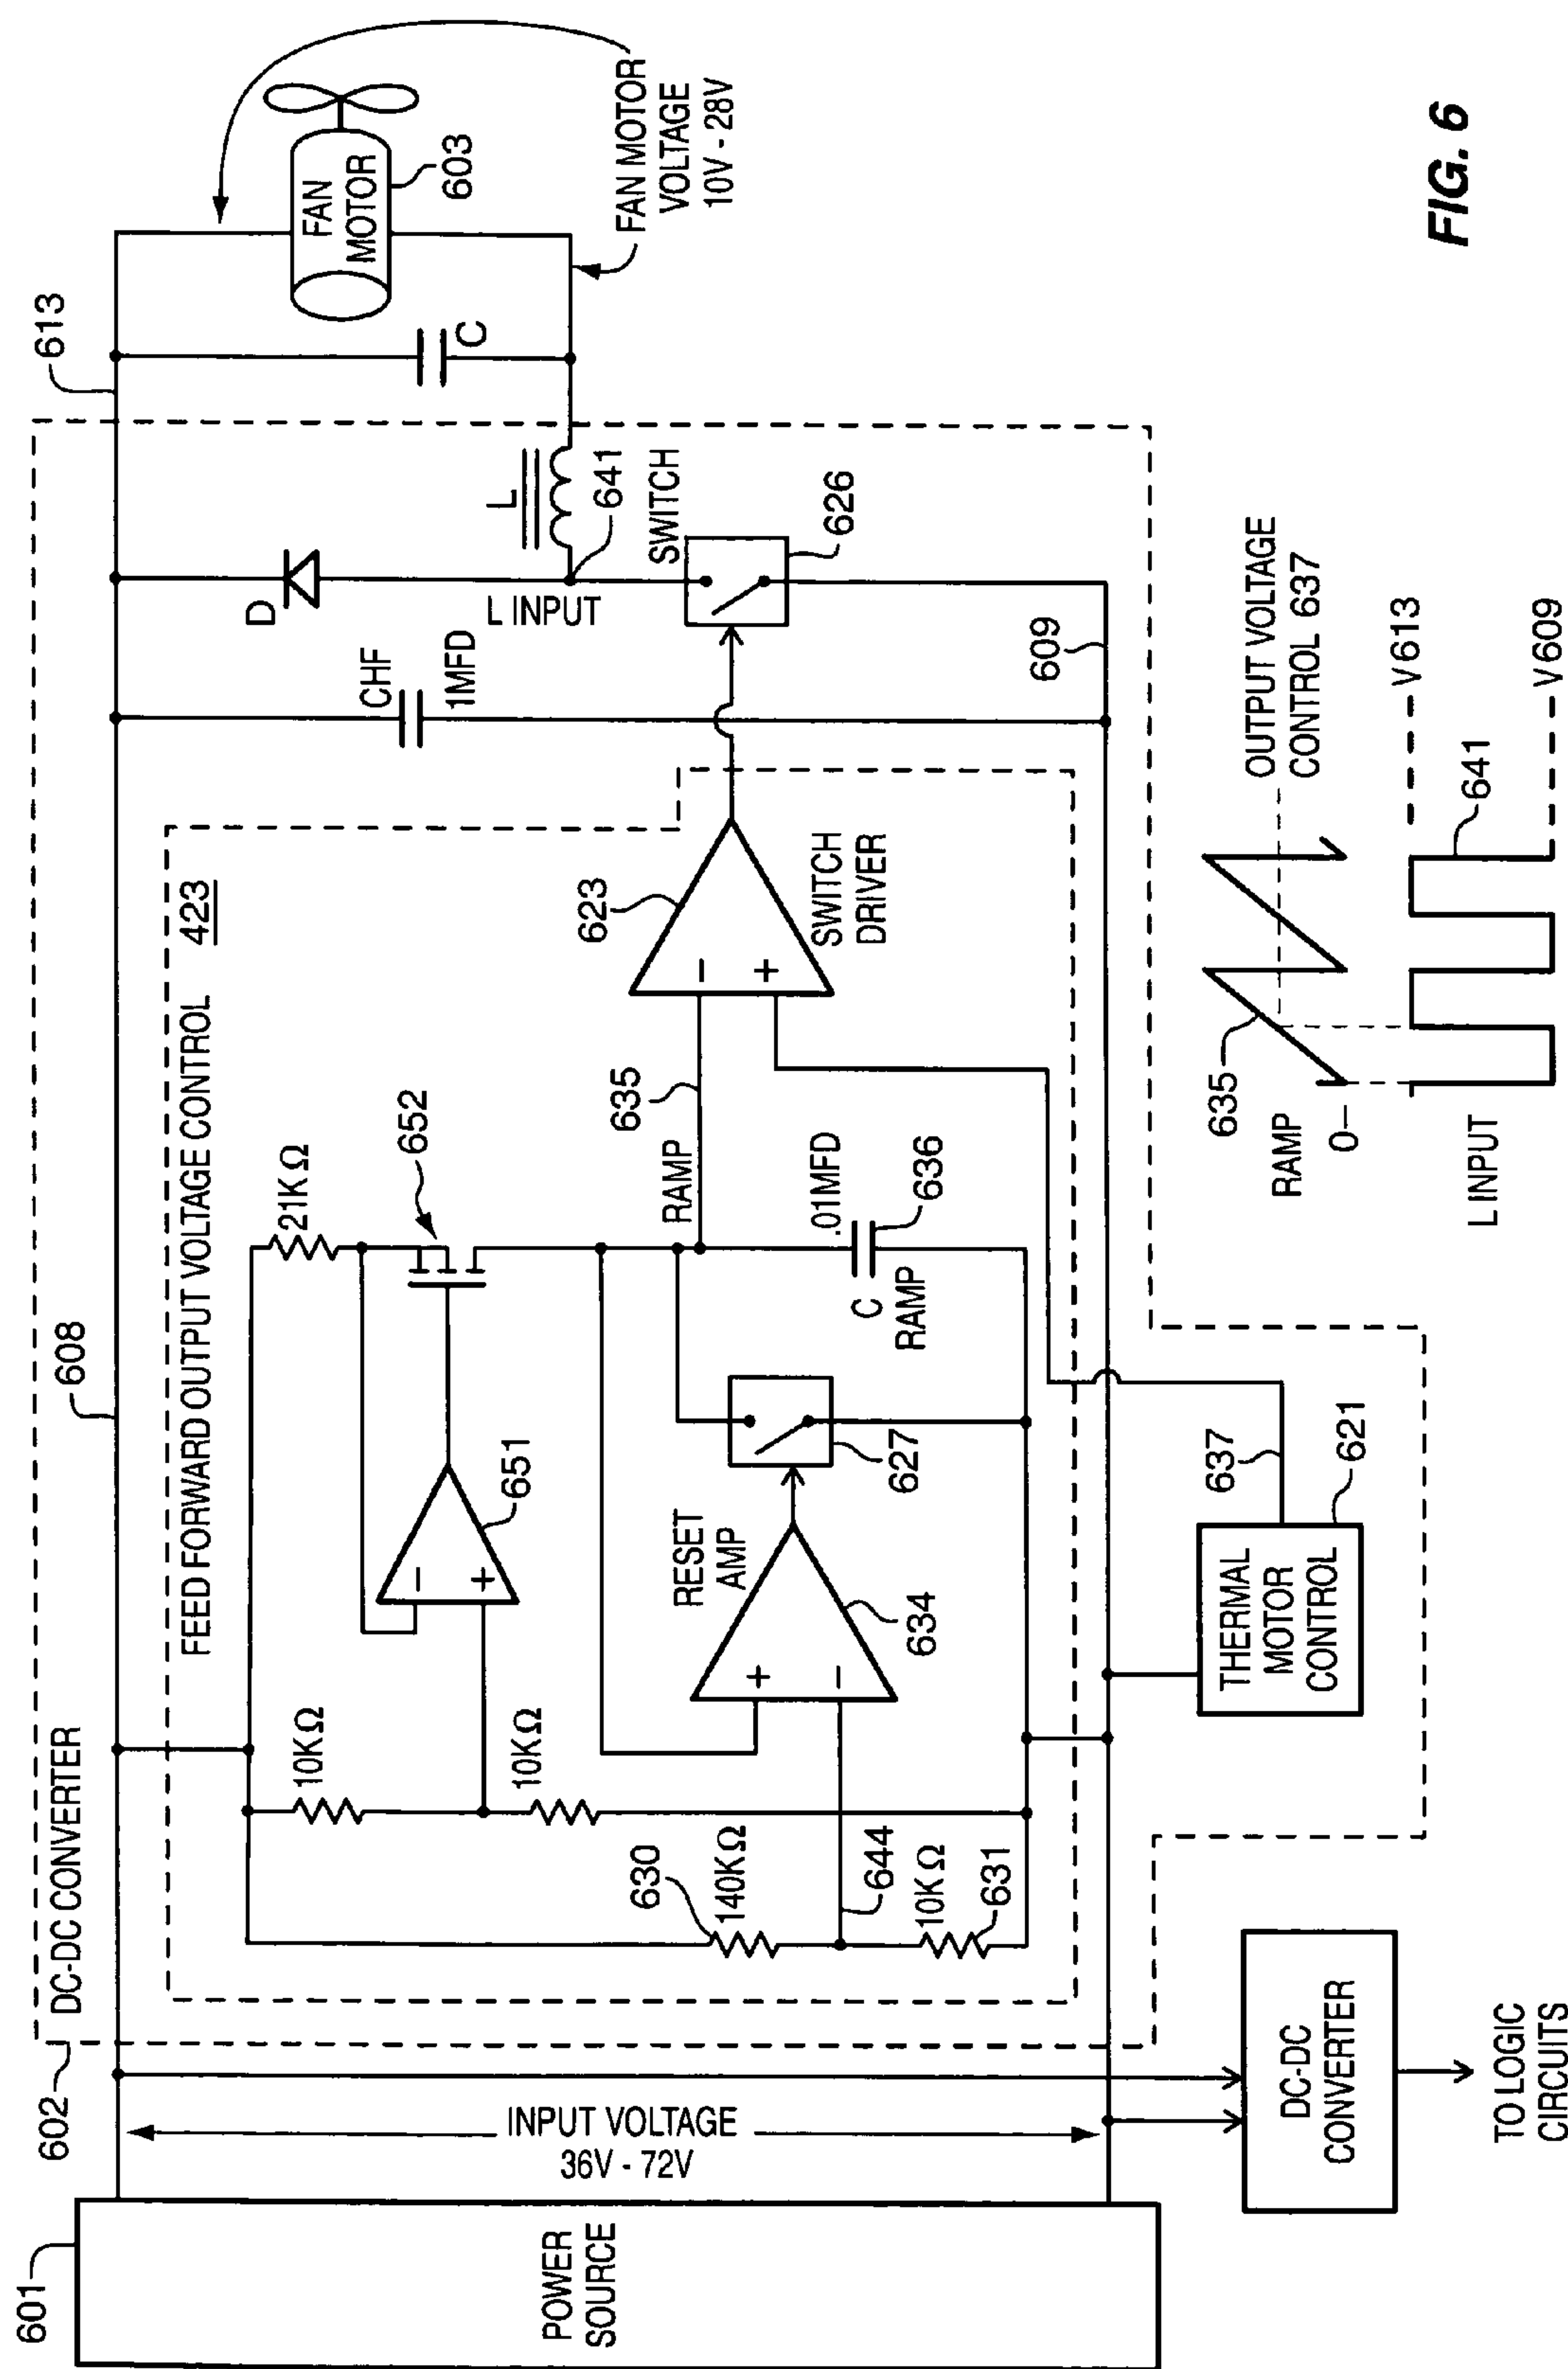 601
POWER
SOURCE
602
DC-DC CONVERTER
608
613
INPUT VOLTAGE
36V - 72V
FEED FORWARD OUTPUT VOLTAGE CONTROL
423
630
140KΩ
644
10KΩ
631
10KΩ
10KΩ
651
−
+
21KΩ
652
RESET
AMP
+
−
634
627
RAMP
635
.01MFD
636
C
RAMP
623
−
+
SWITCH
DRIVER
CHF
1MFD
D
L INPUT
L
641
SWITCH
626
609
C
FAN
MOTOR
603
FAN MOTOR
VOLTAGE
10V - 28V
DC-DC
CONVERTER
TO LOGIC
CIRCUITS
THERMAL
MOTOR
CONTROL
637
621
635
RAMP
0
OUTPUT VOLTAGE
CONTROL 637
L INPUT
641
V613
V609
FIG. 6